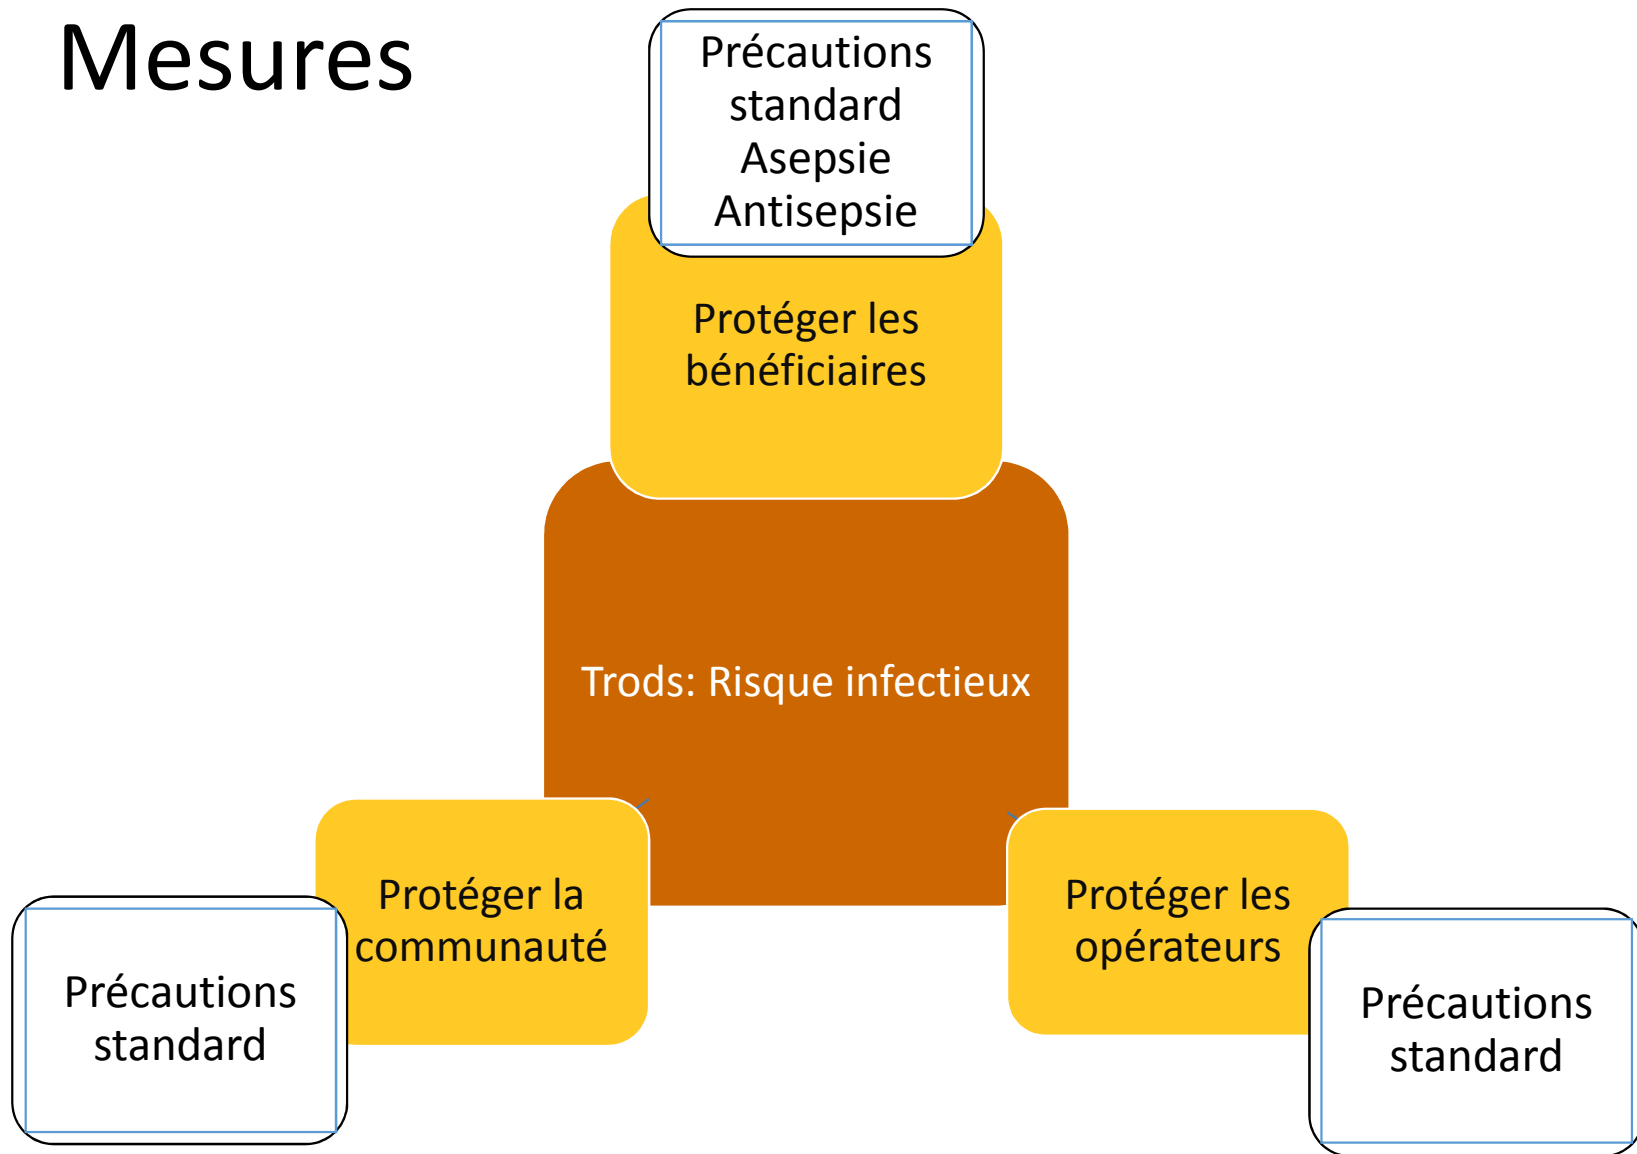 Mesures
Précautions
standard
Asepsie
Antisepsie
Protéger les
bénéficiaires
Trods: Risque infectieux
Protéger la
communauté
Précautions
standard
Protéger les
opérateurs
Précautions
standard